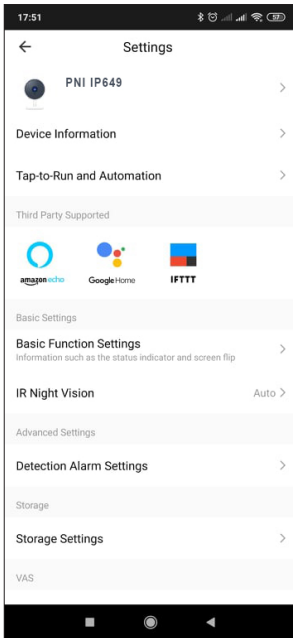 17:51
57
Settings
PNI IP649
Device Information
Tap-to-Run and Automation
Third Party Supported
amazon echo
Google Home
IFTTT
Basic Settings
Basic Function Settings
Information such as the status indicator and screen flip
IR Night Vision
Auto
Advanced Settings
Detection Alarm Settings
Storage
Storage Settings
VAS